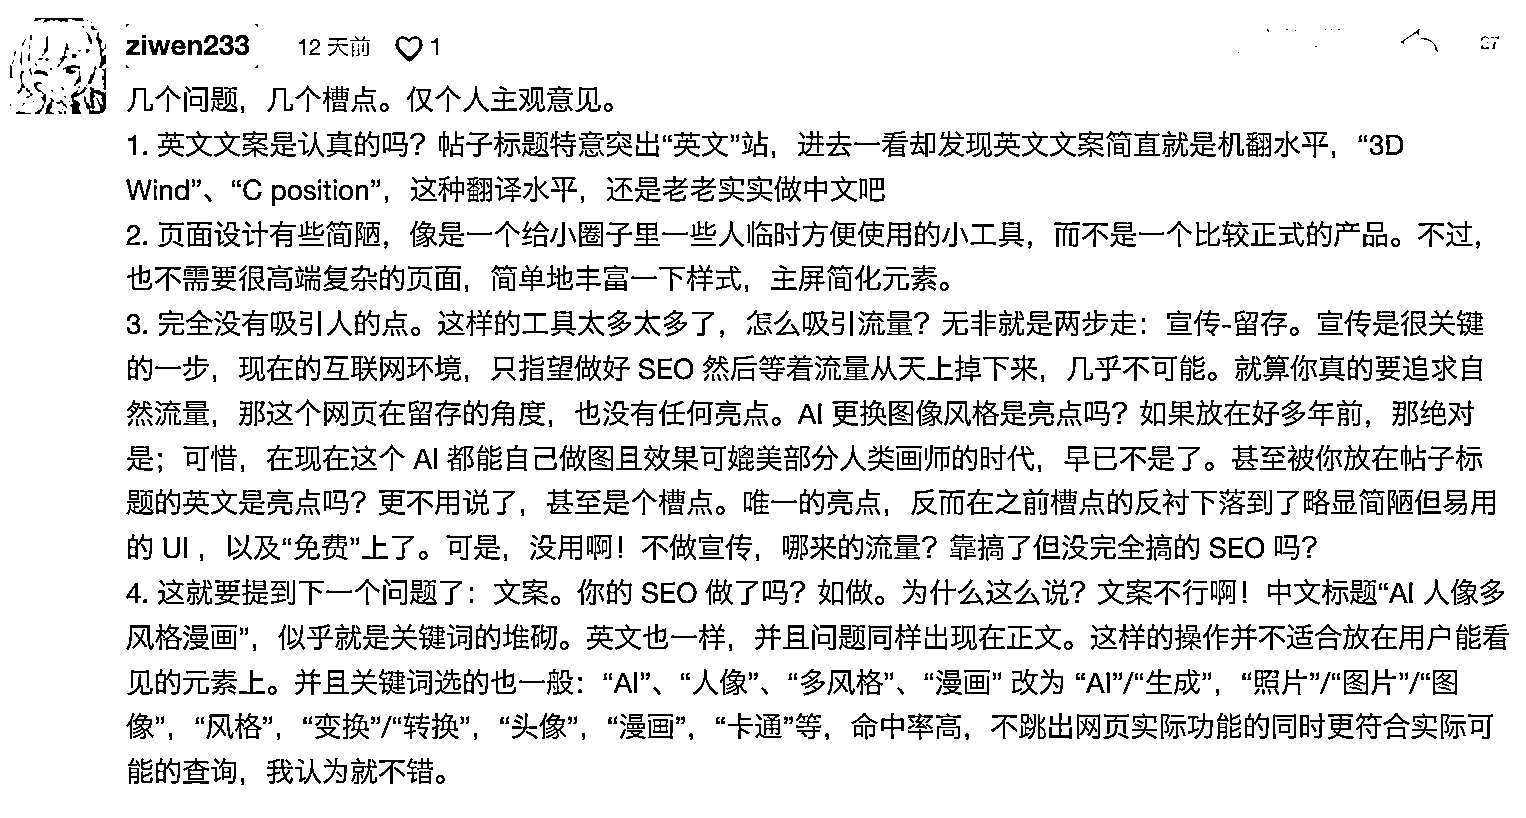 ziwen233 12 天前 1 27
几个问题，几个槽点。仅个人主观意见。
1. 英文文案是认真的吗？帖子标题特意突出“英文”站，进去一看却发现英文文案简直就是机翻水平，“3D
Wind”、“C position”，这种翻译水平，还是老老实实做中文吧
2. 页面设计有些简陋，像是一个给小圈子里一些人临时方便使用的小工具，而不是一个比较正式的产品。不过，
也不需要很高端复杂的页面，简单地丰富一下样式，主屏简化元素。
3. 完全没有吸引人的点。这样的工具太多太多了，怎么吸引流量？无非就是两步走：宣传-留存。宣传是很关键
的一步，现在的互联网环境，只指望做好 SEO 然后等着流量从天上掉下来，几乎不可能。就算你真的要追求自
然流量，那这个网页在留存的角度，也没有任何亮点。AI 更换图像风格是亮点吗？如果放在好多年前，那绝对
是；可惜，在现在这个 AI 都能自己做图且效果可媲美部分人类画师的时代，早已不是了。甚至被你放在帖子标
题的英文是亮点吗？更不用说了，甚至是个槽点。唯一的亮点，反而在之前槽点的反衬下落到了略显简陋但易用
的 UI ，以及“免费”上了。可是，没用啊！不做宣传，哪来的流量？靠搞了但没完全搞的 SEO 吗？
4. 这就要提到下一个问题了：文案。你的 SEO 做了吗？如做。为什么这么说？文案不行啊！中文标题“AI 人像多
风格漫画”，似乎就是关键词的堆砌。英文也一样，并且问题同样出现在正文。这样的操作并不适合放在用户能看
见的元素上。并且关键词选的也一般：“AI”、“人像”、“多风格”、“漫画” 改为 “AI”/“生成”，“照片”/“图片”/“图
像”，“风格”，“变换”/“转换”，“头像”，“漫画”，“卡通”等，命中率高，不跳出网页实际功能的同时更符合实际可
能的查询，我认为就不错。